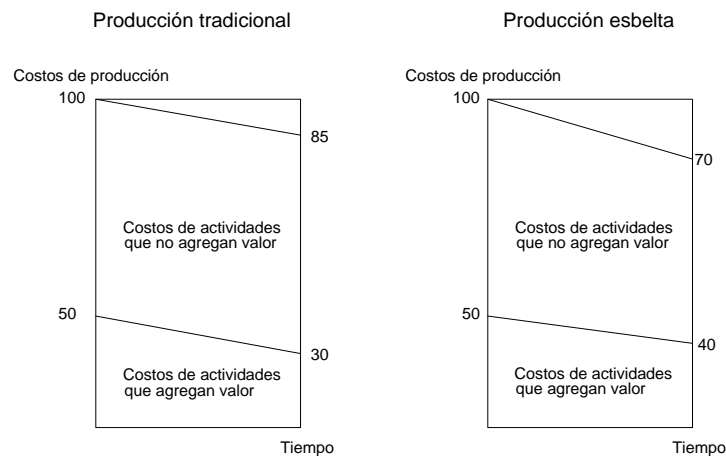 Producción tradicional
Costos de producción
100
85
Costos de actividades
que no agregan valor
50
30
Costos de actividades
que agregan valor
Tiempo
Producción esbelta
Costos de producción
100
70
Costos de actividades
que no agregan valor
50
40
Costos de actividades
que agregan valor
Tiempo